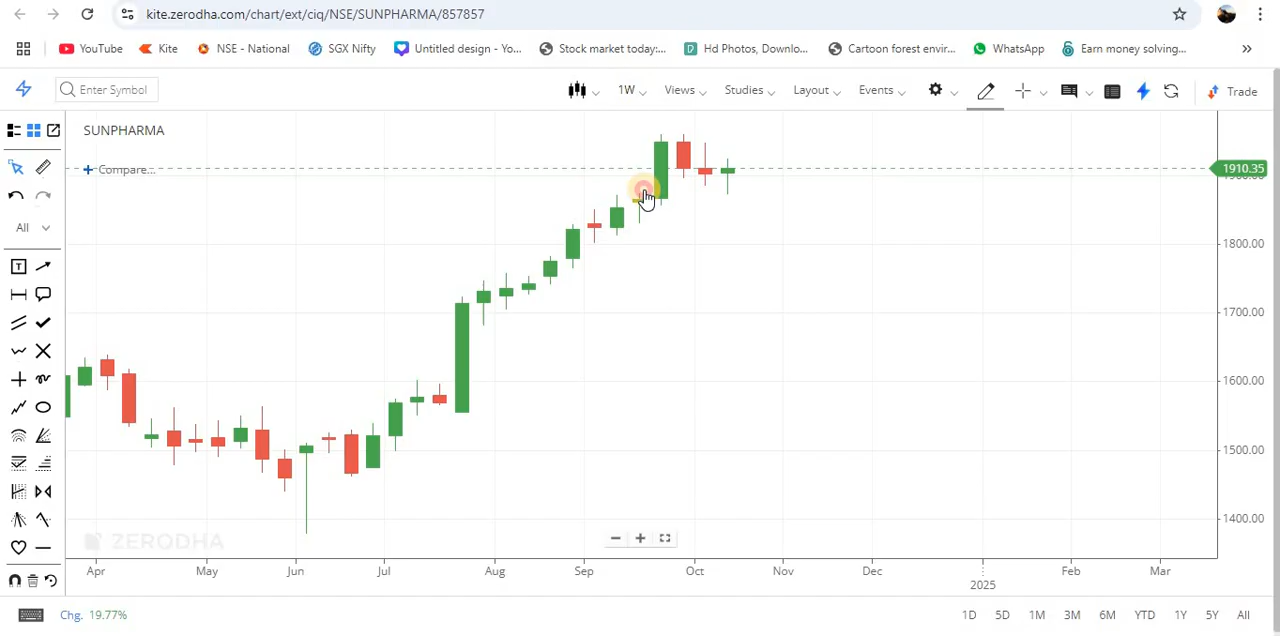 kite.zerodha.com/chart/ext/ciq/NSE/SUNPHARMA/857857
YouTube Kite NSE - National SGX Nifty Untitled design - Yo... Stock market today:... Hd Photos, Downlo... Cartoon forest envir... WhatsApp Earn money solving... »
Enter Symbol 1W Views Studies Layout Events Trade
SUNPHARMA
Compare...
All
T
1910.35
1900.00
1800.00
1700.00
1600.00
1500.00
1400.00
ZERODHA
Apr May Jun Jul Aug Sep Oct Nov Dec 2025 Feb Mar
Chg. 19.77% 1D 5D 1M 3M 6M YTD 1Y 5Y All